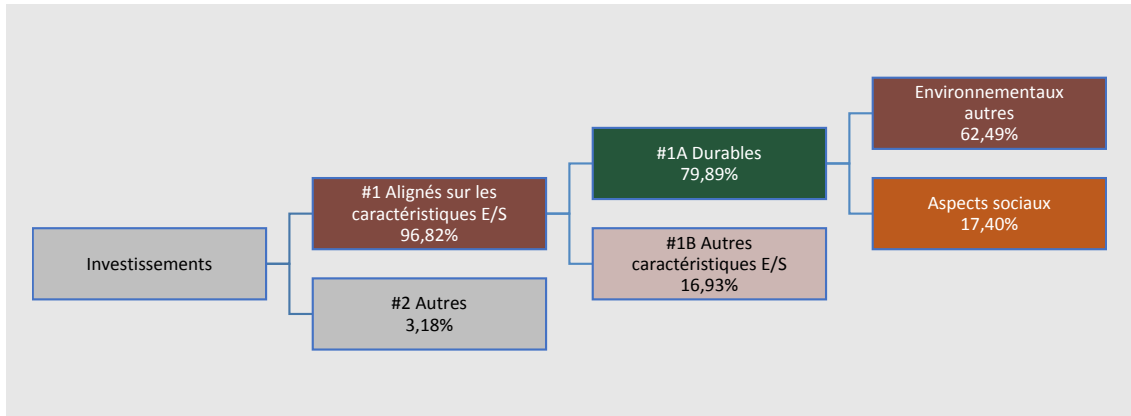 Investissements
#1 Alignés sur les
caractéristiques E/S
96,82%
#2 Autres
3,18%
#1A Durables
79,89%
#1B Autres
caractéristiques E/S
16,93%
Environnementaux
autres
62,49%
Aspects sociaux
17,40%